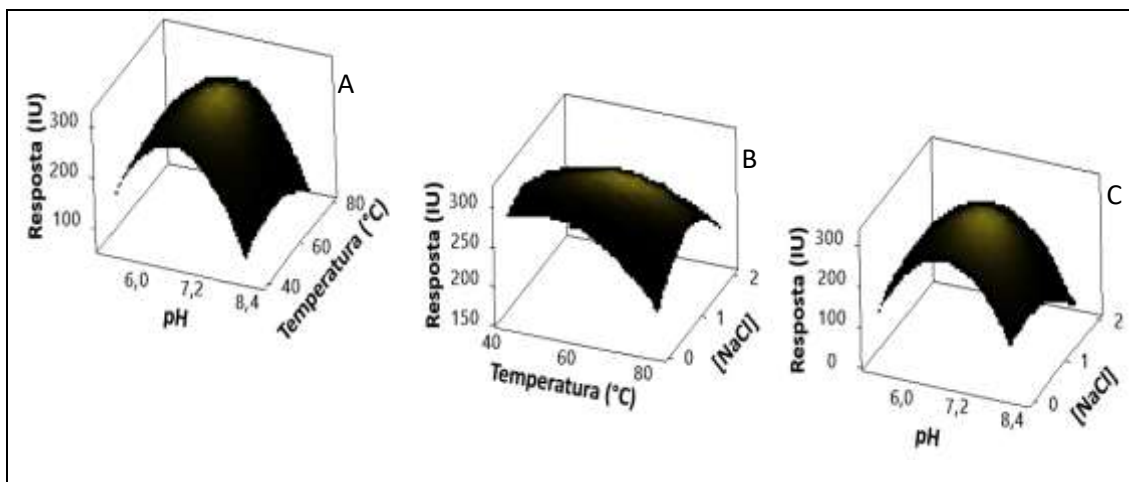 A
Resposta (IU)
300
200
100
6,0
7,2
8,4
pH
40
60
80
Temperatura (°C)
B
Resposta (IU)
300
250
200
150
40
60
80
Temperatura (°C)
0
1
2
[NaCl]
C
Resposta (IU)
300
200
100
0
6,0
7,2
8,4
pH
0
1
2
[NaCl]